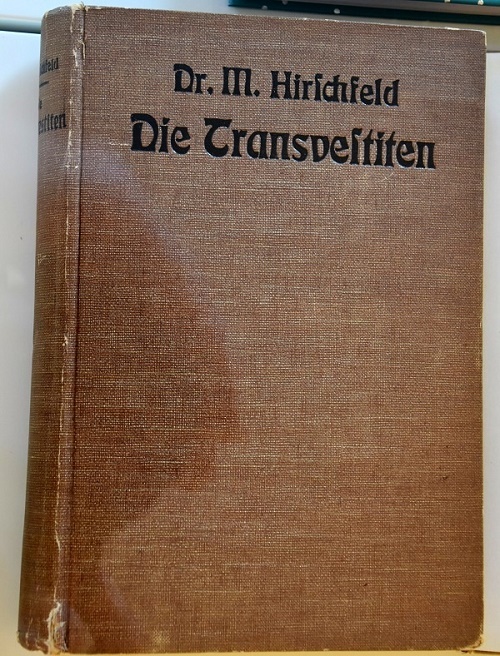 Dr. M. Hirſchfeld
Die Tranſveſtiten